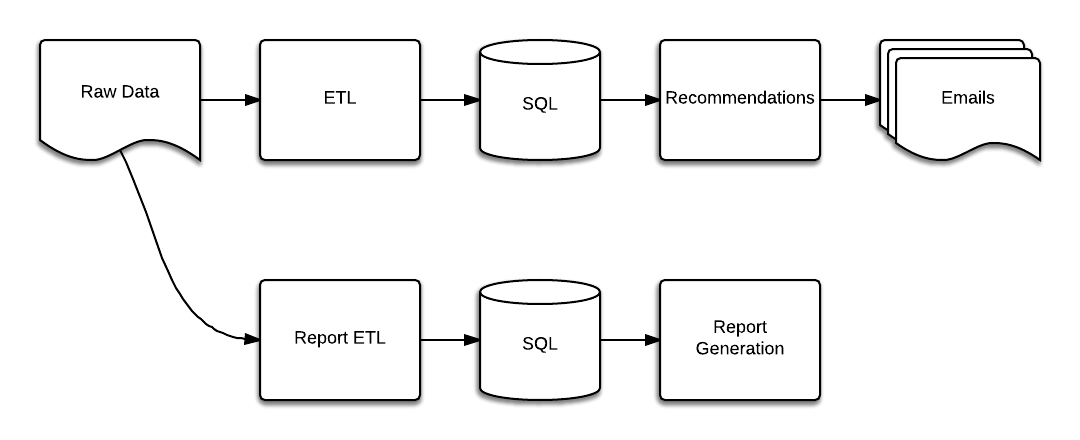 Raw Data
ETL
SQL
Recommendations
Emails
Report ETL
SQL
Report
Generation